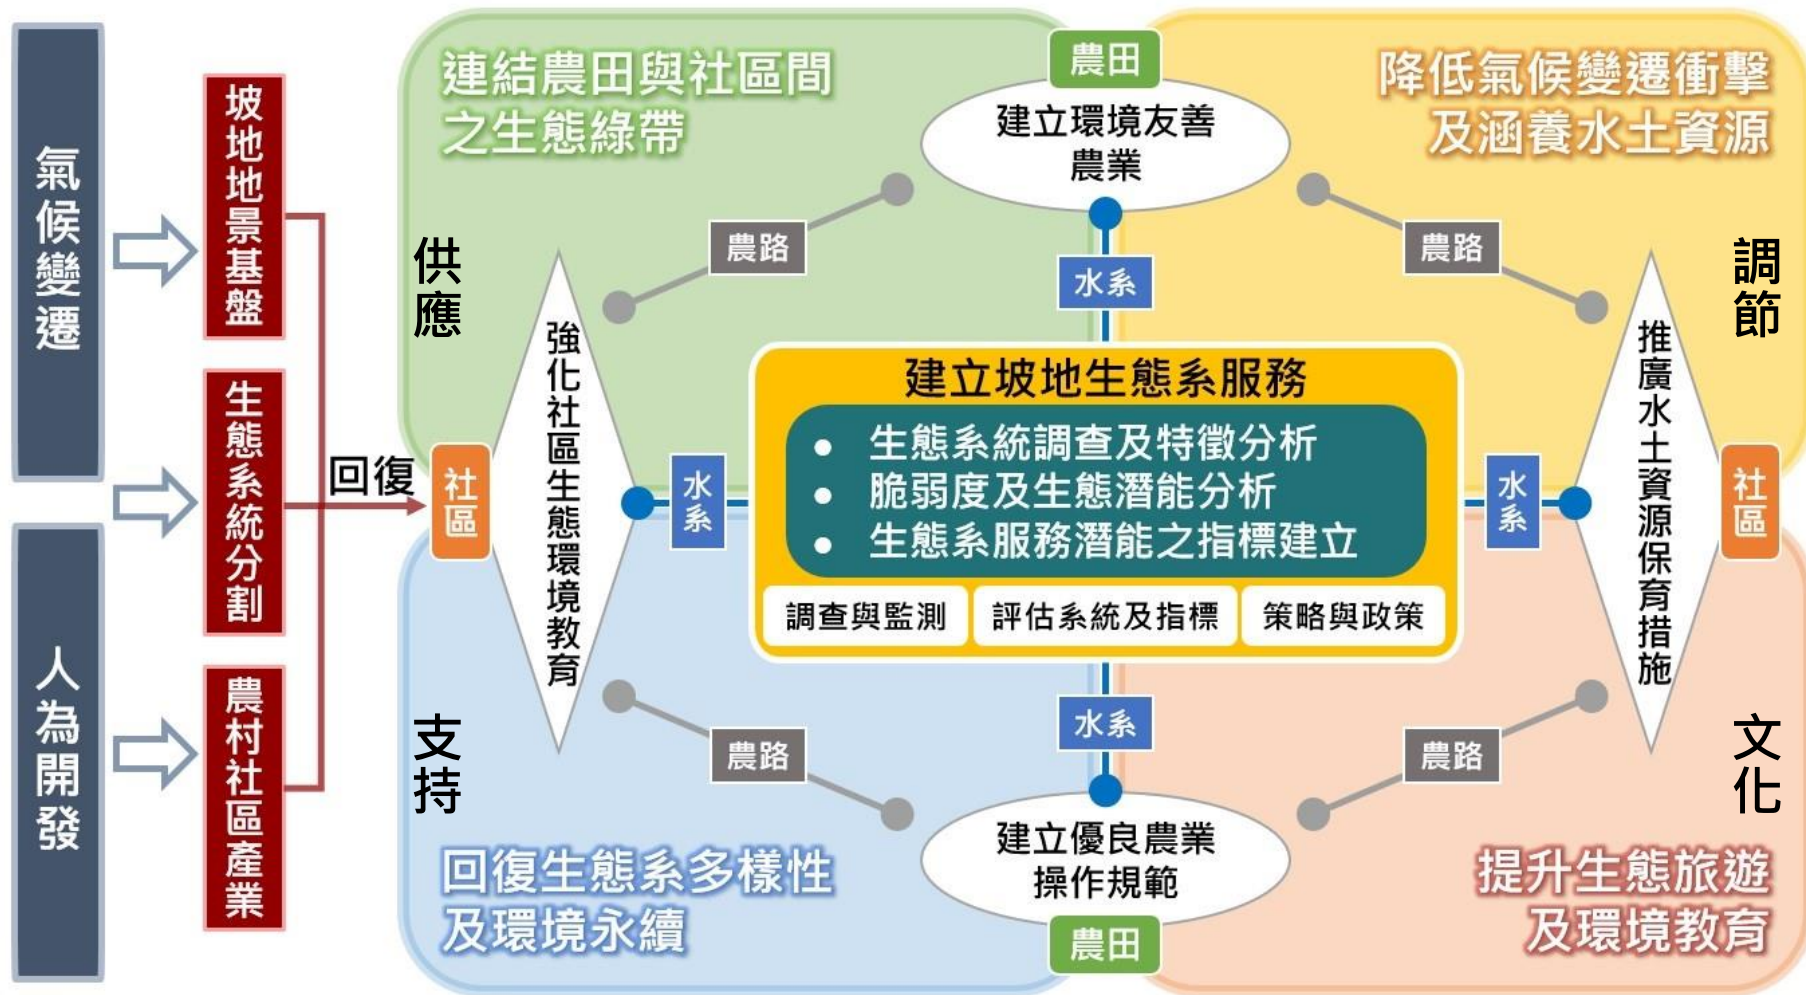 氣候變遷
人為開發
坡地地景基盤
生態系統分割
農村社區產業
回復
連結農田與社區間
之生態綠帶
供應
農田
建立環境友善
農業
降低氣候變遷衝擊
及涵養水土資源
調節
農路
水系
農路
社區
強化社區生態環境教育
水系
建立坡地生態系服務
● 生態系統調查及特徵分析
● 脆弱度及生態潛能分析
● 生態系服務潛能之指標建立
調查與監測
評估系統及指標
策略與政策
水系
推廣水土資源保育措施
社區
支持
農路
水系
農路
文化
回復生態系多樣性
及環境永續
建立優良農業
操作規範
農田
提升生態旅遊
及環境教育